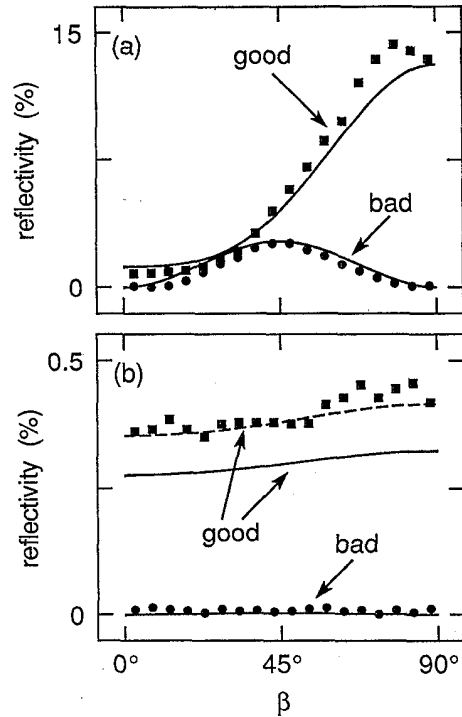 15
(a)
good
bad
reflectivity (%)
0
0.5
(b)
reflectivity (%)
good
bad
0
0° 45° 90°
β